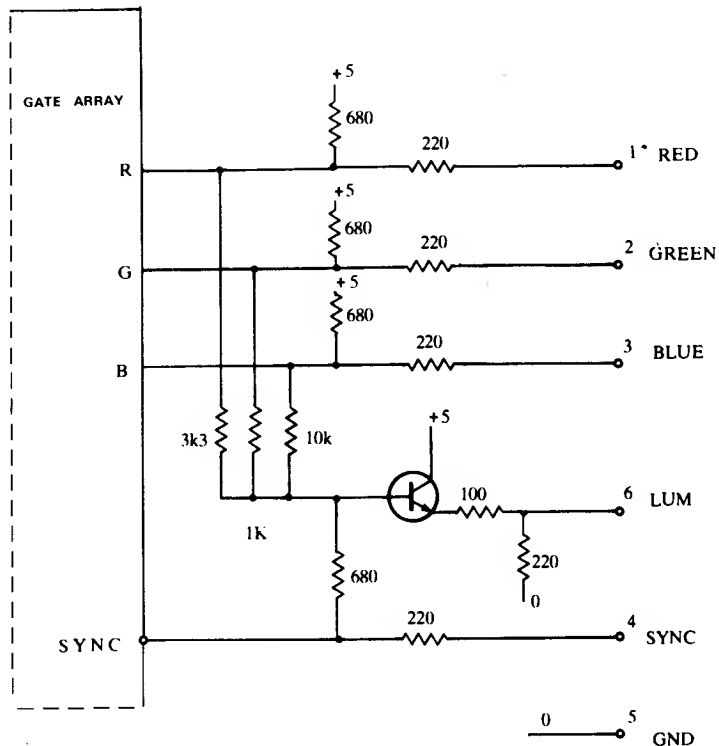 +5
GATE ARRAY
680
220
1 RED
R
+5
680
220
2 GREEN
G
+5
680
220
3 BLUE
B
3k3
10k
+5
100
6 LUM
1K
680
220
0
220
4 SYNC
SYNC
0
5 GND